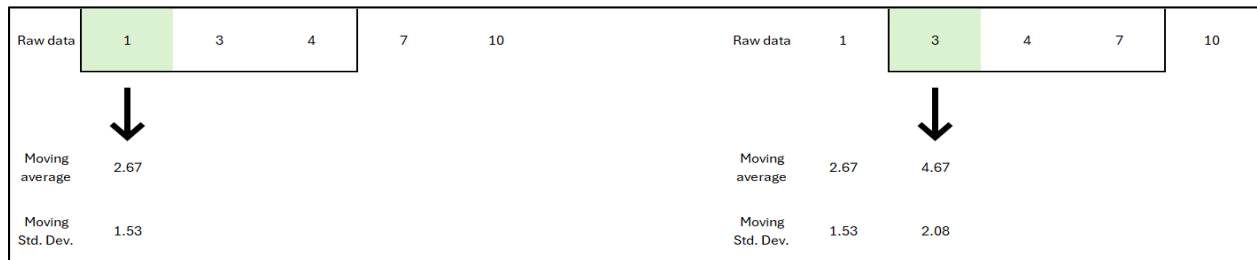 Raw data 1 3 4 7 10
Moving
average 2.67
Moving
Std. Dev. 1.53
Raw data 1 3 4 7 10
Moving
average 2.67 4.67
Moving
Std. Dev. 1.53 2.08